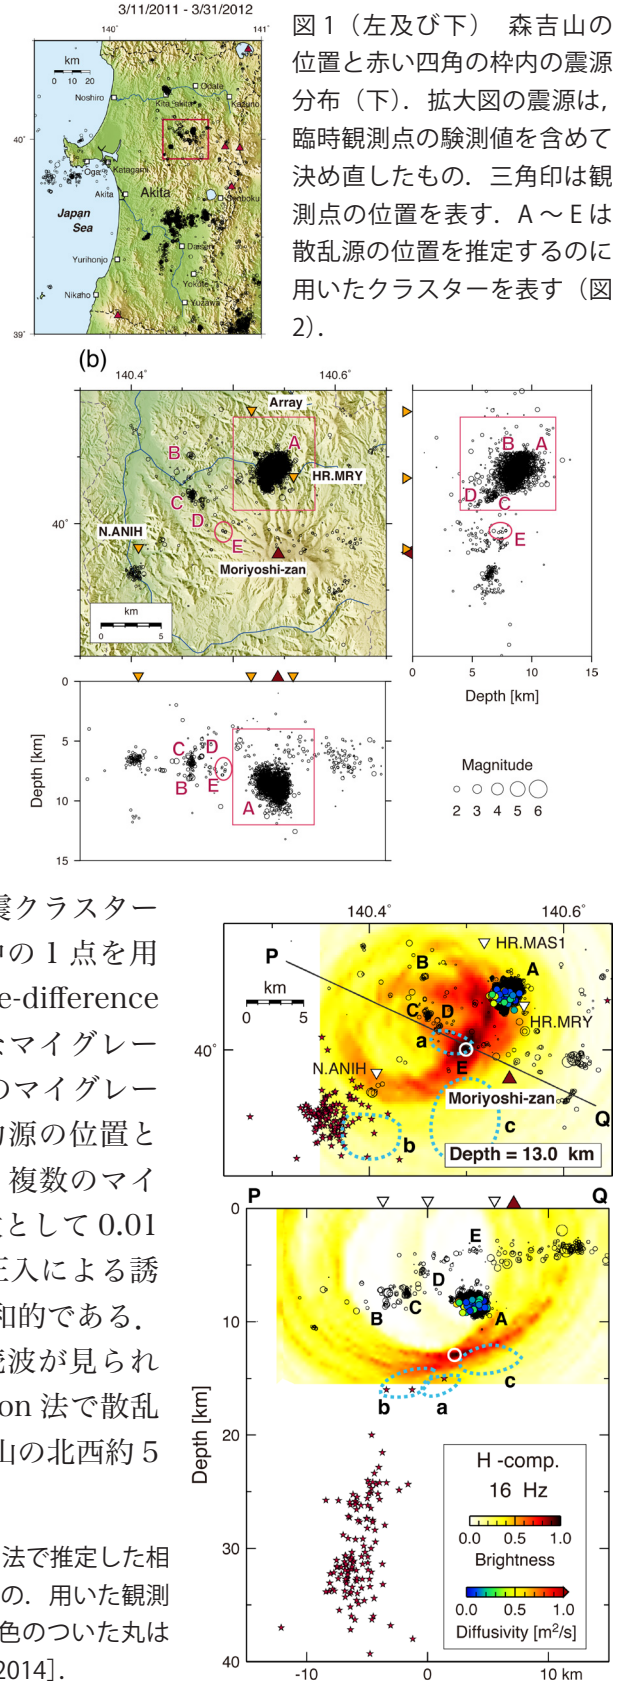 3/11/2011 - 3/31/2012
140˚
141˚
km
0 10 20
Noshiro
Odate
Kita_akita
Kazuno
40˚
Oga
Katagami
Akita
Akita
Senboku
Japan
Sea
Daisen
Yurihonjo
Yokote
Nikaho
Yuzawa
39˚
図1（左及び下） 森吉山の
位置と赤い四角の枠内の震源
分布（下）．拡大図の震源は，
臨時観測点の験測値を含めて
決め直したもの．三角印は観
測点の位置を表す．A～Eは
散乱源の位置を推定するのに
用いたクラスターを表す（図
2）．
(b)
140.4˚
140.6˚
Array
A
B
HR.MRY
C
D
40˚
N.ANIH
E
Moriyoshi-zan
km
0 5
B A
D
C
E
0 5 10 15
Depth [km]
0
5
10
15
Depth [km]
C D
B E
A
Magnitude
2 3 4 5 6
震クラスター
中の1点を用
e-difference
なマイグレー
のマイグレー
乱源の位置と
複数のマイ
として 0.01
圧入による誘
和的である．
続波が見られ
on 法で散乱
山の北西約 5
法で推定した相
の．用いた観測
色のついた丸は
2014］．
140.4˚
140.6˚
P
HR.MAS1
km
0 5
B
A
C D
HR.MRY
a
40˚
N.ANIH
E
Moriyoshi-zan
Q
c
b
Depth = 13.0 km
P
Q
0
10
20
30
40
Depth [km]
E
D
B C
A
c
b a
H -comp.
16 Hz
0.0 0.5 1.0
Brightness
0.0 0.5 1.0
Diffusivity [m²/s]
-10 0 10 km